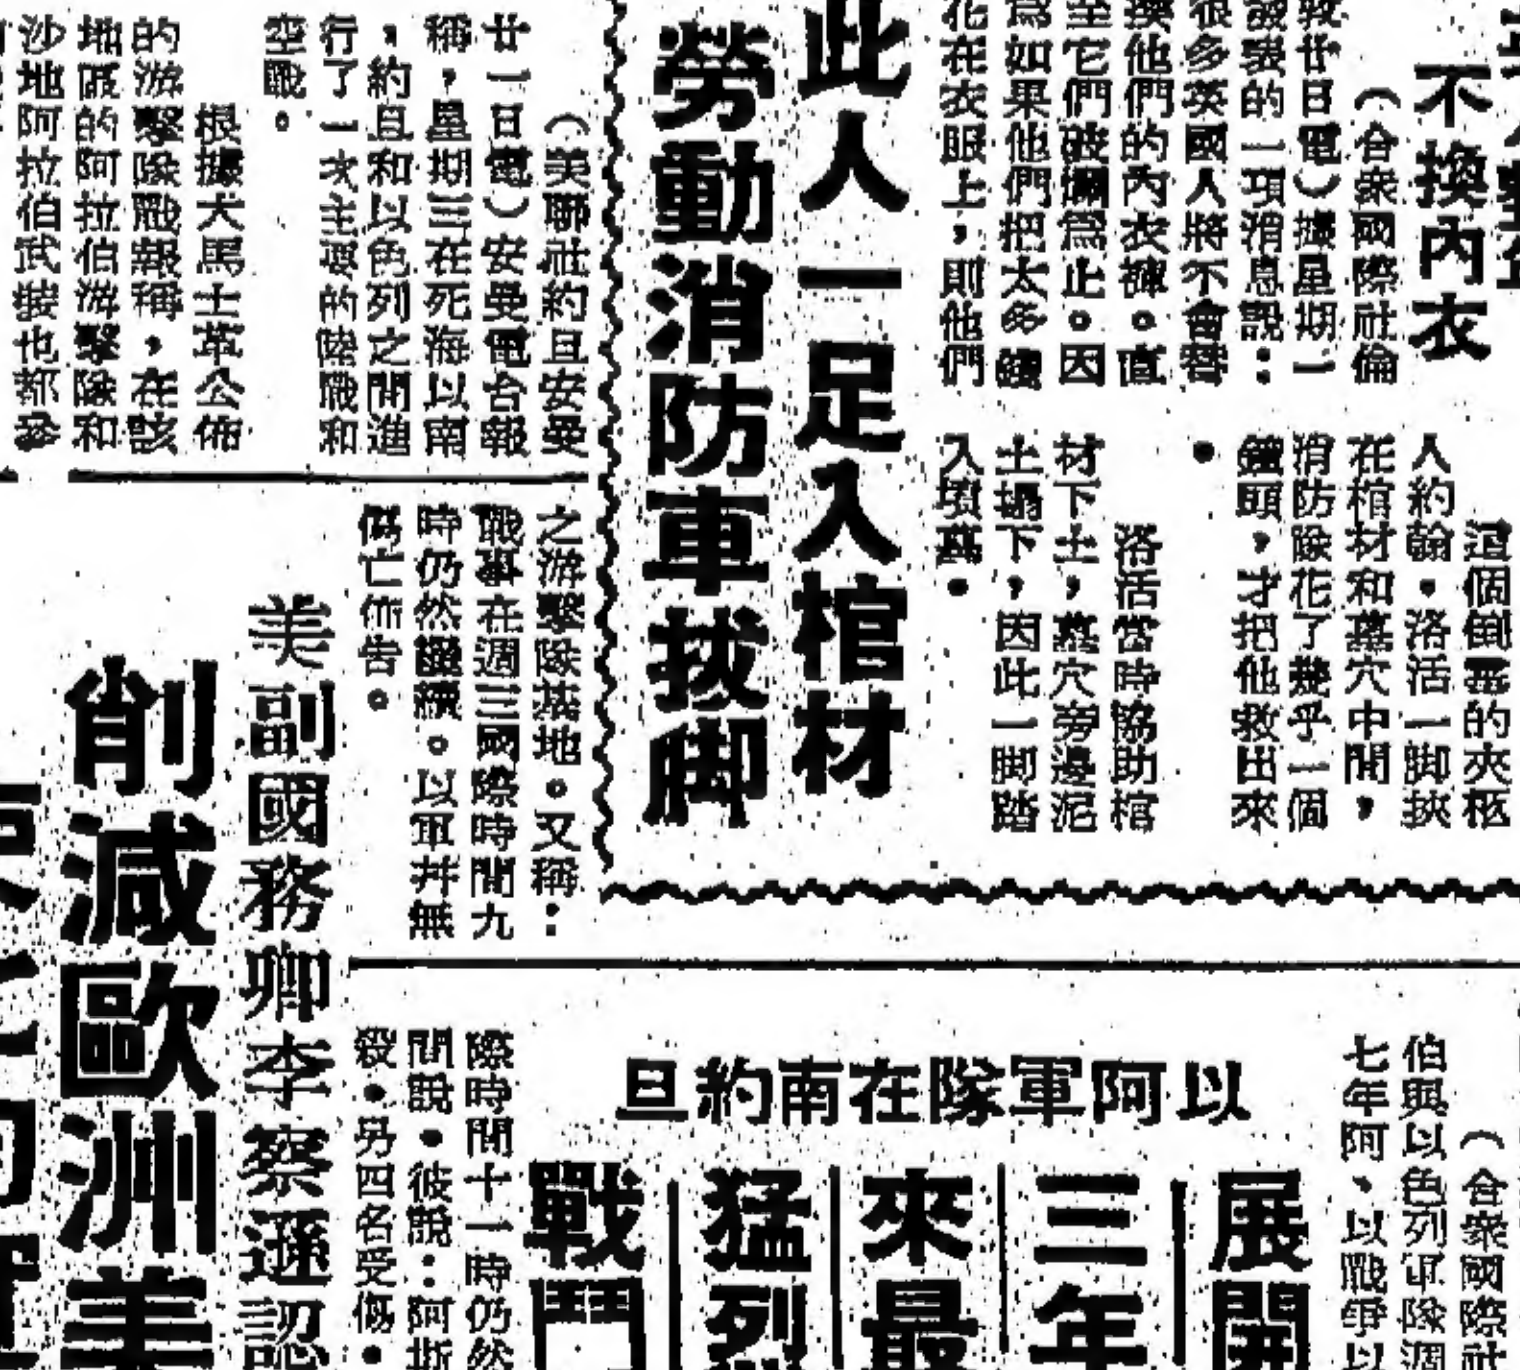 不換內衣
（合衆國際社倫
敦廿日電）據星期一
發表的一項消息說：
很多英國人將不會替
換他們的內衣褲。直
至它們破爛爲止。因
爲如果他們把太多錢
花在衣服上，則他們
這個倒霉的夾柩
人約翰・洛活一脚挾
在棺材和墓穴中間，
消防隊花了幾乎一個
鐘頭，才把他救出來
・
洛活當時協助棺
材下土，墓穴旁邊泥
土塌下，因此一脚踏
入墳墓・
此人一足入棺材
勞動消防車拔脚
（美聯社約旦安曼
廿一日電）安曼電台報
稱，星期三在死海以南
，約旦和以色列之間進
行了一次主要的陸戰和
空戰。
根據大馬士革公佈
的游擊隊戰報稱，在該
地區的阿拉伯游擊隊和
沙地阿拉伯武裝也都參
之游擊隊基地。又稱：
戰事在週三國際時間九
時仍然繼續。以軍并無
傷亡佈告。
以阿軍隊在南約旦
展開
三年
來最
猛烈
戰鬥
（合衆國際社
伯與以色列軍隊週
七年阿、以戰爭以
際時間十一時仍然
間說・彼說：阿斯
殺・另四名受傷・
美副國務卿李察遜認
削減歐洲美